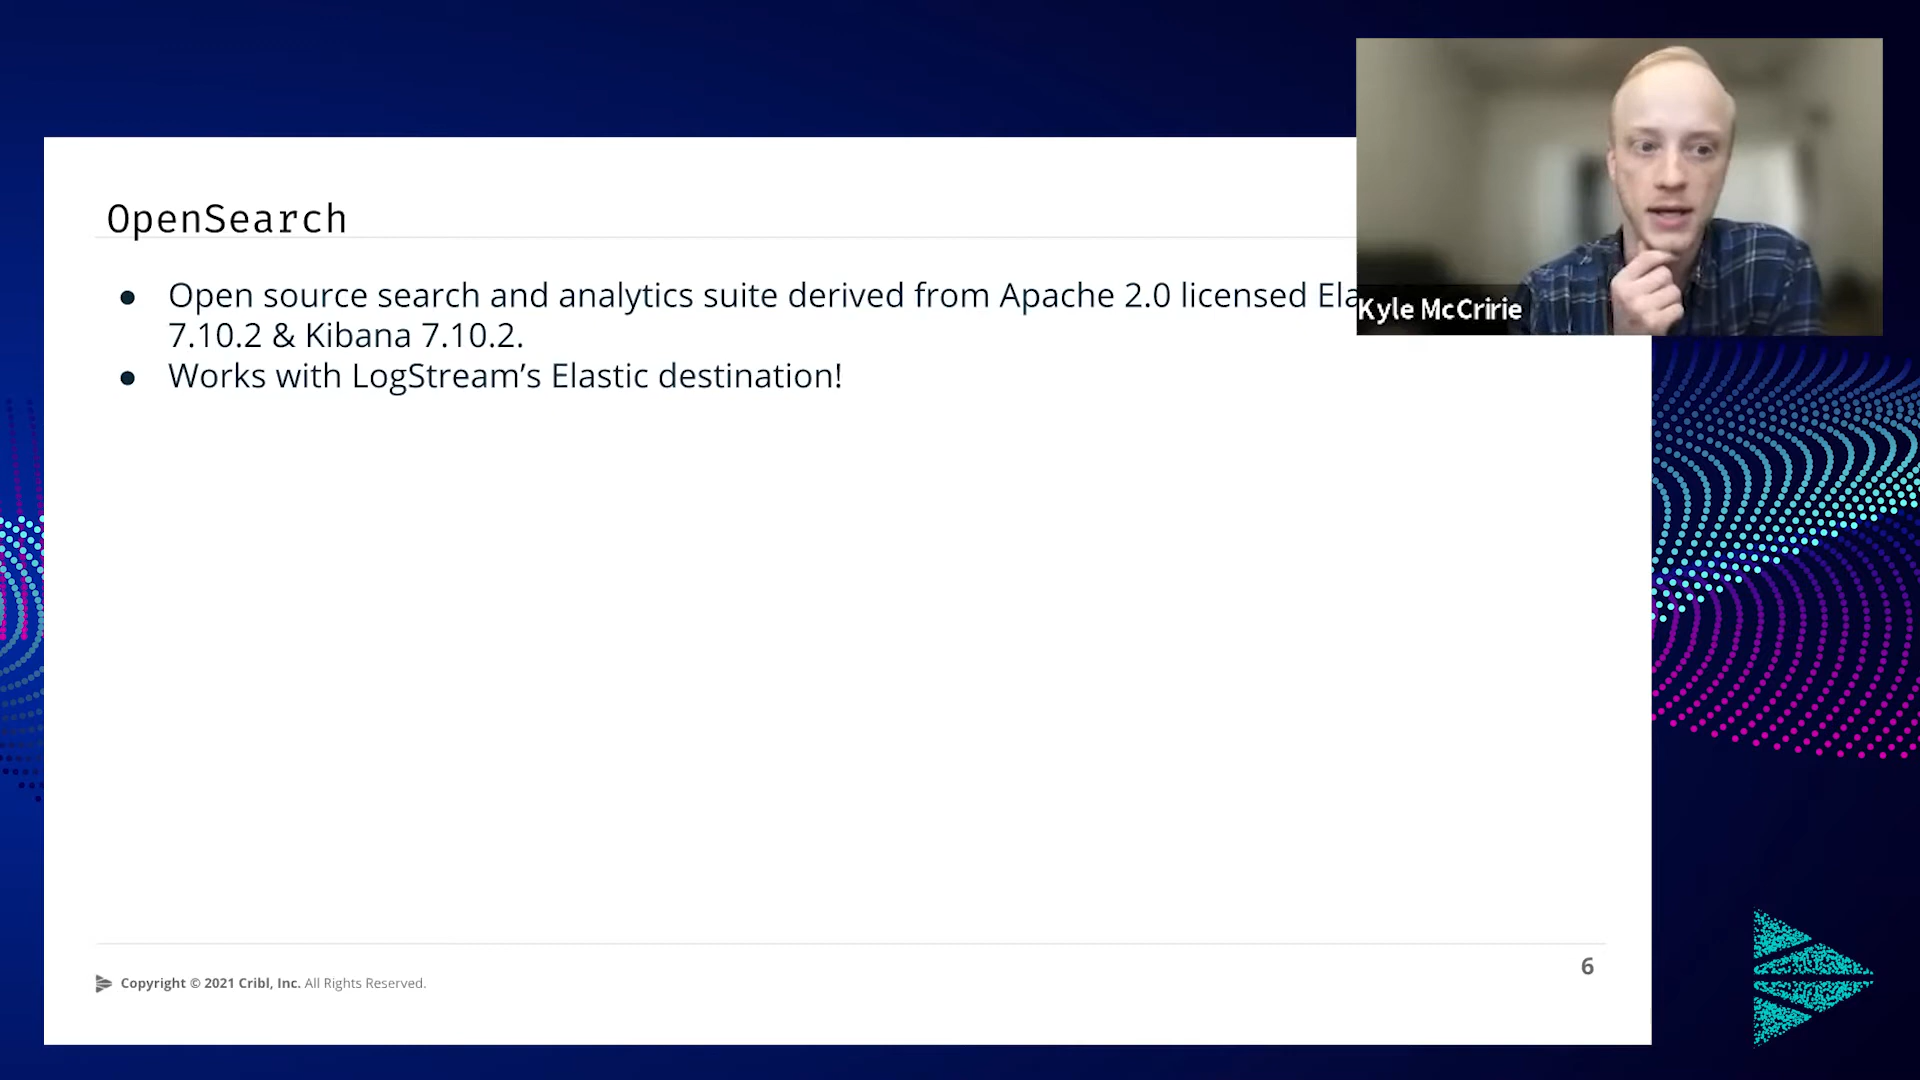 OpenSearch
● Open source search and analytics suite derived from Apache 2.0 licensed
7.10.2 & Kibana 7.10.2.
● Works with LogStream’s Elastic destination!
Kyle McCririe
Copyright © 2021 Cribl, Inc. All Rights Reserved.
6